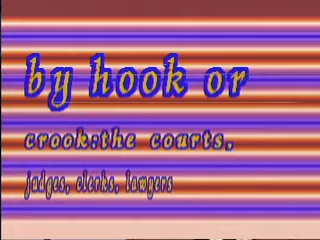 by hook or
crook:the courts.
judges, clerks, lawyers